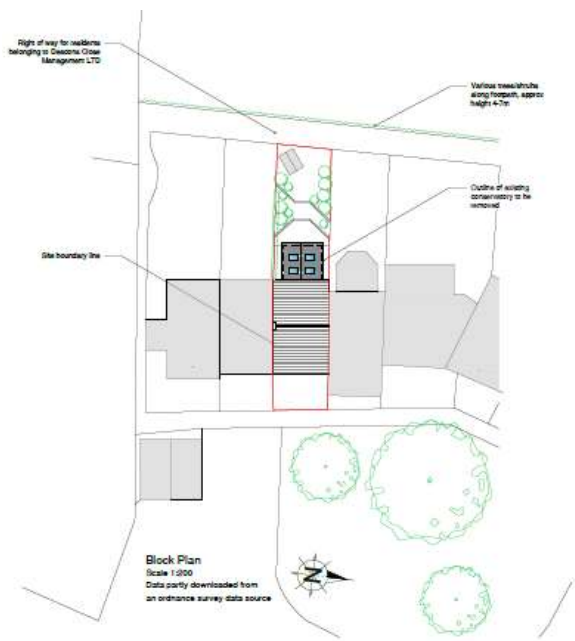 Right of way for residents
belonging to Deacons Close
Management LTD
Various trees/shrubs
along footpath, approx
height 4-7m
Outline of existing
conservatory to be
removed
Site boundary line
Block Plan
Scale 1:200
Data partly downloaded from
an ordnance survey data source
N